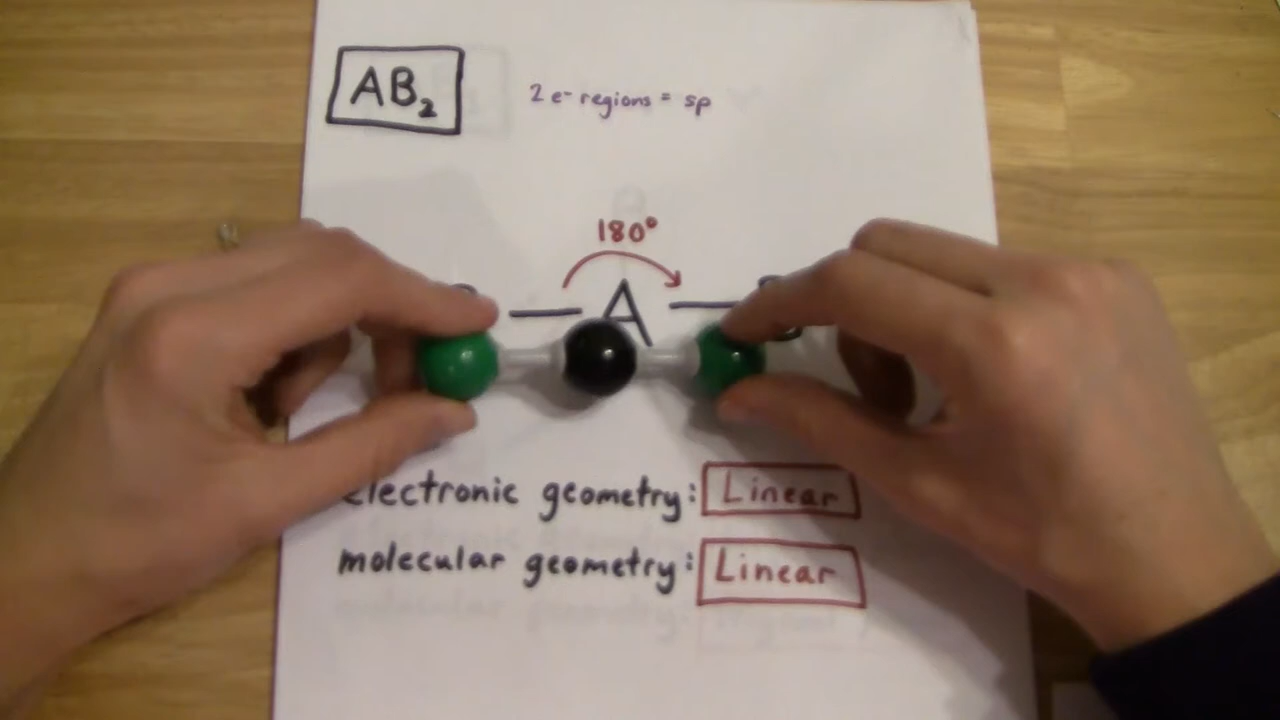 AB₂
2 e⁻ regions = sp
180°
A
electronic geometry: Linear
molecular geometry: Linear